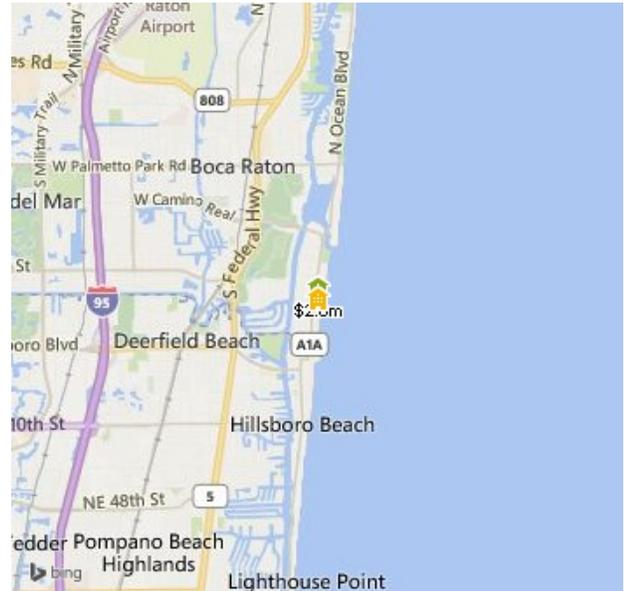 Raton
Airport
Airport
N Military
N
es Rd
808
N Ocean Blvd
S Military Trail
W Palmetto Park Rd
Boca Raton
del Mar
W Camino Real
S Federal Hwy
St
95
oro Blvd
Deerfield Beach
A1A
10th St
Hillsboro Beach
NE 48th St
5
edder
Pompano Beach
Highlands
bing
Lighthouse Point